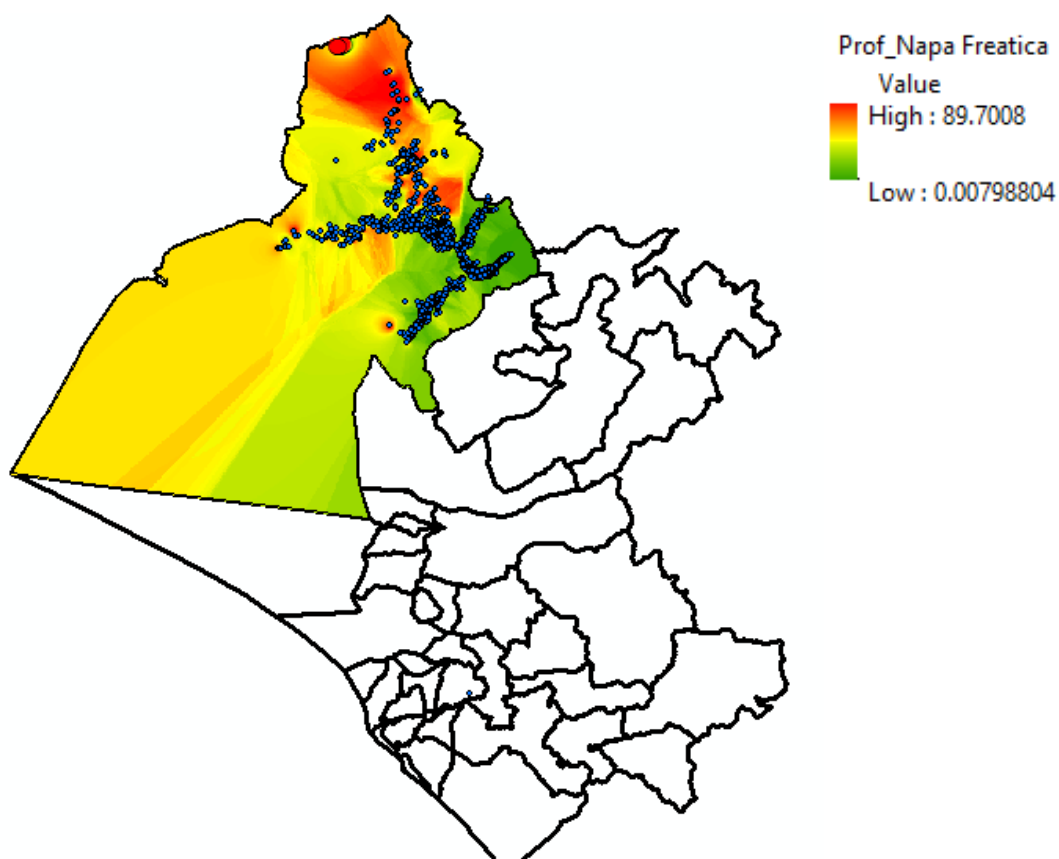 Prof_Napa Freatica
Value
High : 89.7008
Low : 0.00798804